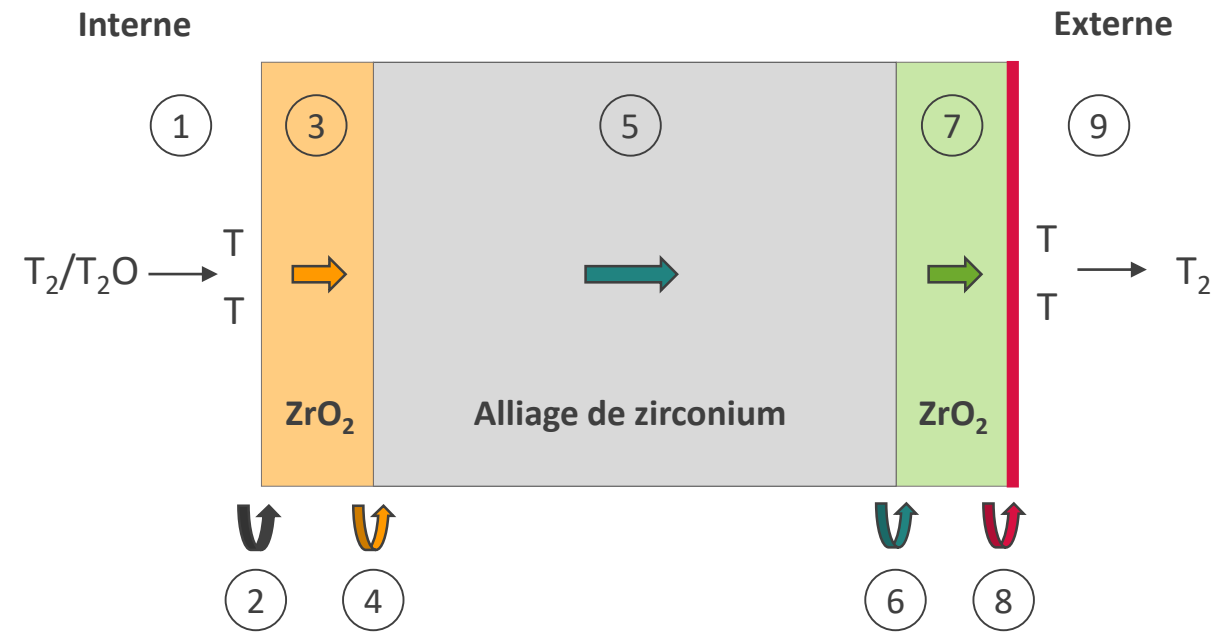 Interne
Externe
1
3
5
7
9
T
T
T₂/T₂O
T₂
T
T
ZrO₂
Alliage de zirconium
ZrO₂
2
4
6
8